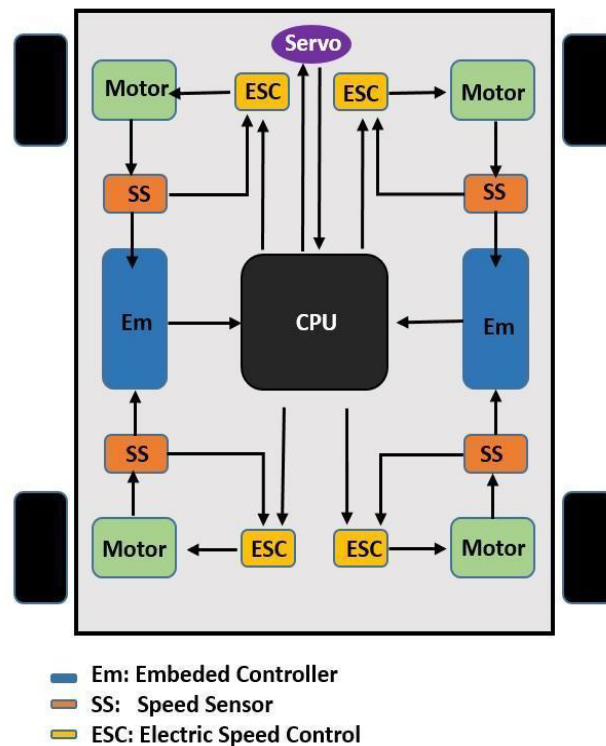 Servo
Motor ESC ESC Motor
SS SS
Em CPU Em
SS SS
Motor ESC ESC Motor
Em: Embeded Controller
SS: Speed Sensor
ESC: Electric Speed Control